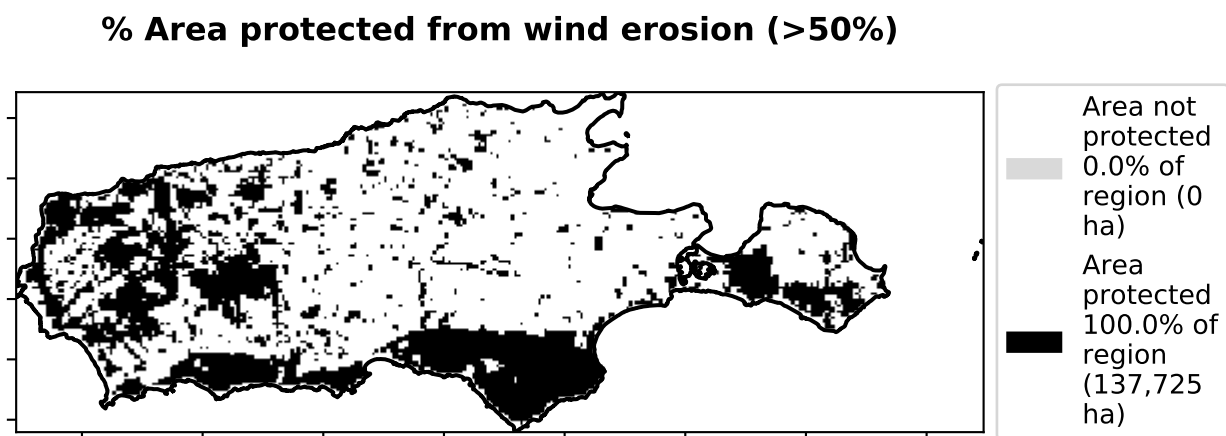 % Area protected from wind erosion (>50%)
Area not
protected
0.0% of
region (0
ha)
Area
protected
100.0% of
region
(137,725
ha)